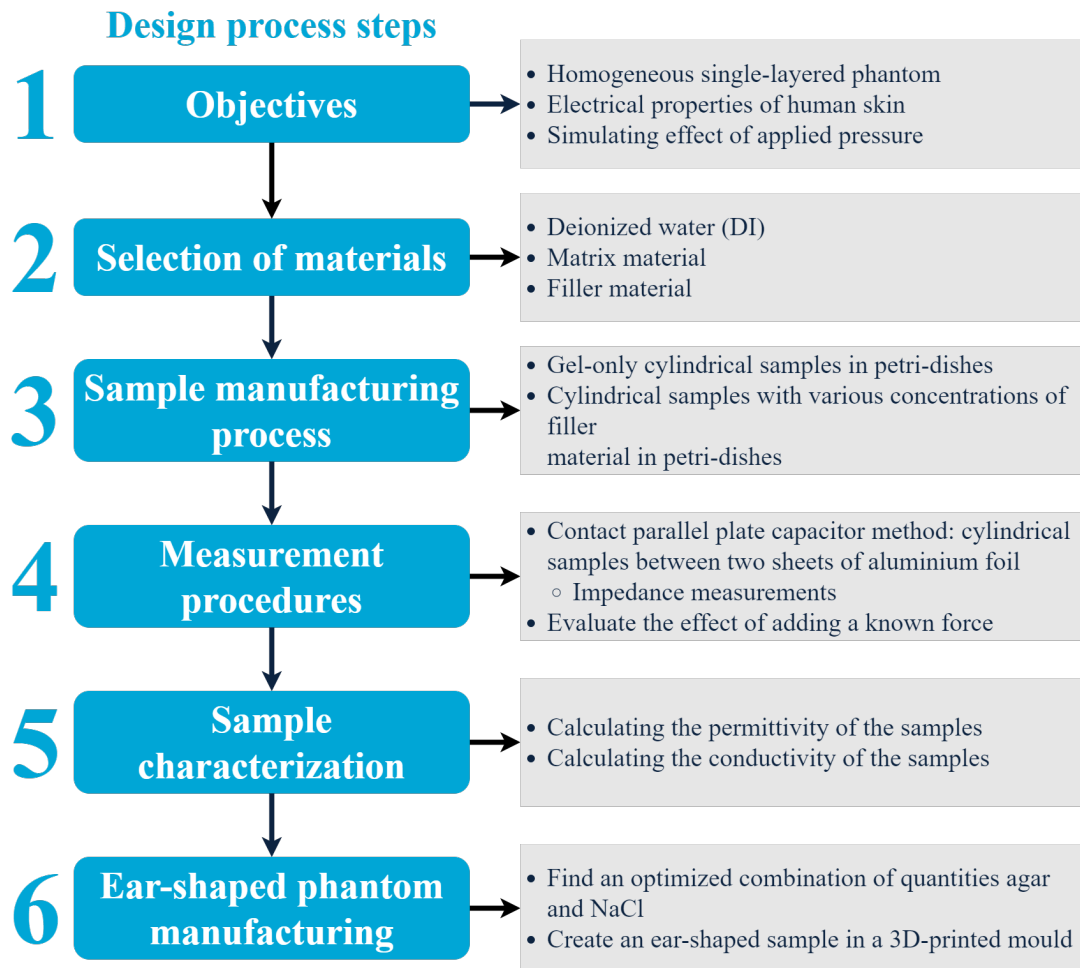 Design process steps
1
Objectives
• Homogeneous single-layered phantom
• Electrical properties of human skin
• Simulating effect of applied pressure
2
Selection of materials
• Deionized water (DI)
• Matrix material
• Filler material
3
Sample manufacturing
process
• Gel-only cylindrical samples in petri-dishes
• Cylindrical samples with various concentrations of
filler
material in petri-dishes
4
Measurement
procedures
• Contact parallel plate capacitor method: cylindrical
samples between two sheets of aluminium foil
○ Impedance measurements
• Evaluate the effect of adding a known force
5
Sample
characterization
• Calculating the permittivity of the samples
• Calculating the conductivity of the samples
6
Ear-shaped phantom
manufacturing
• Find an optimized combination of quantities agar
and NaCl
• Create an ear-shaped sample in a 3D-printed mould